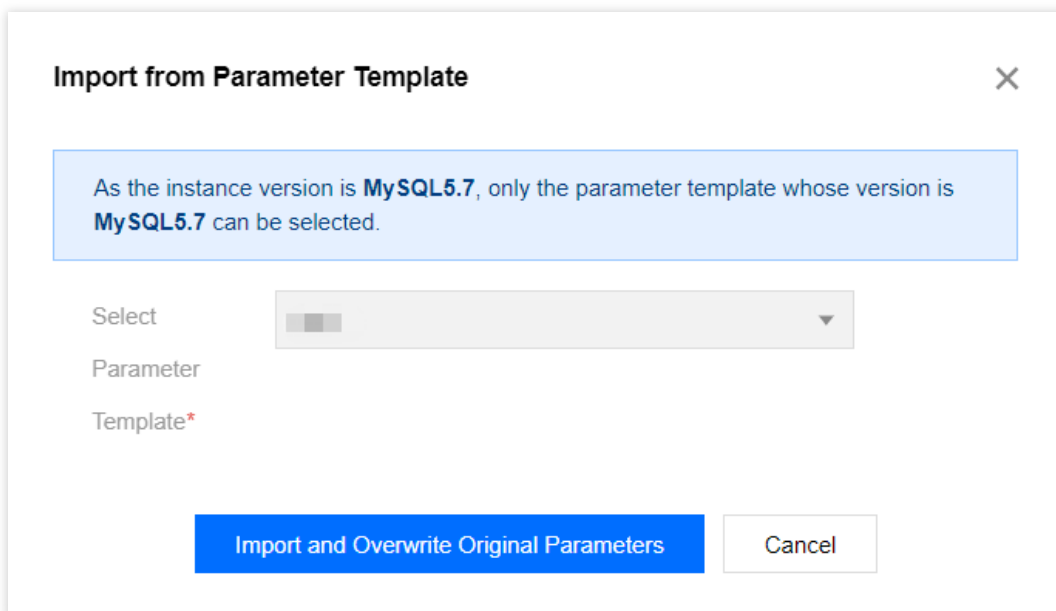 Import from Parameter Template
As the instance version is MySQL5.7, only the parameter template whose version is
MySQL5.7 can be selected.
Select
Parameter
Template*
Import and Overwrite Original Parameters
Cancel